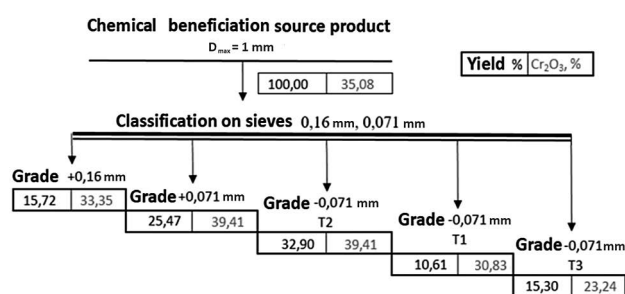 Chemical beneficiation source product
Dmax = 1 mm
Yield % Cr2O3, %
100,00 35,08
Classification on sieves 0,16 mm, 0,071 mm
Grade +0,16 mm
15,72 33,35
Grade +0,071 mm
25,47 39,41
Grade -0,071 mm
T2
32,90 39,41
Grade -0,071 mm
T1
10,61 30,83
Grade -0,071mm
T3
15,30 23,24